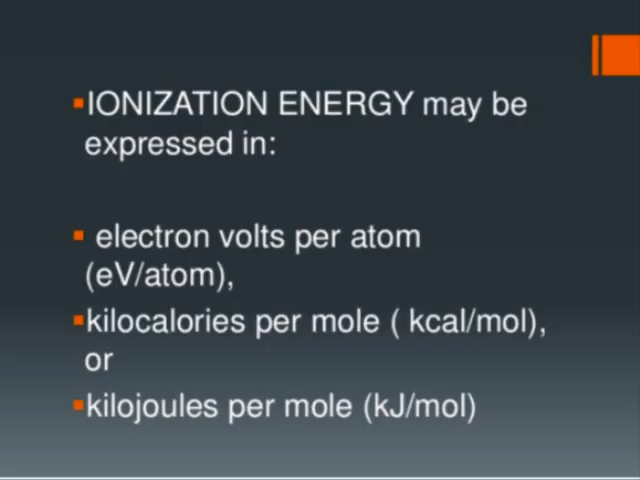 ▪IONIZATION ENERGY may be
expressed in:
▪ electron volts per atom
(eV/atom),
▪kilocalories per mole ( kcal/mol),
or
▪kilojoules per mole (kJ/mol)